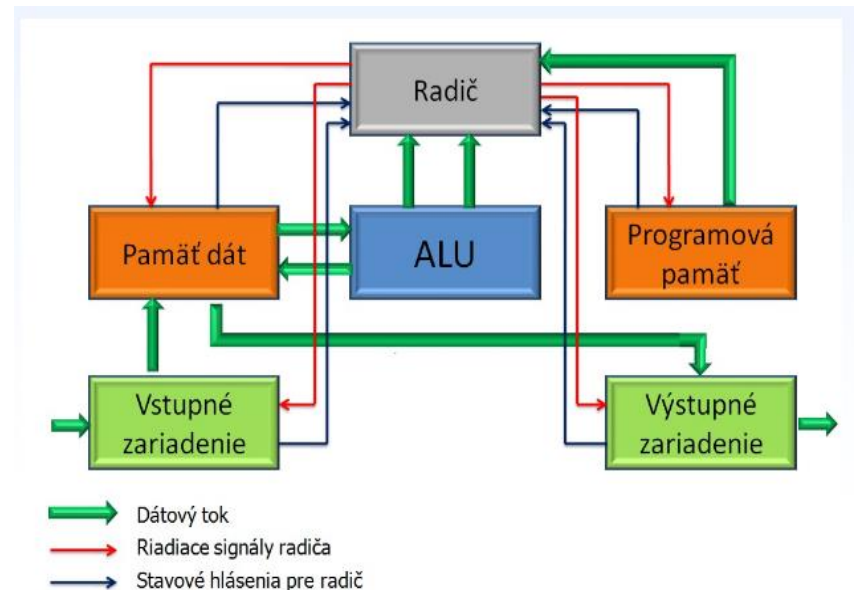 Radič
Pamäť dát
ALU
Programová
pamäť
Vstupné
zariadenie
Výstupné
zariadenie
Dátový tok
Riadiace signály radiča
Stavové hlásenia pre radič